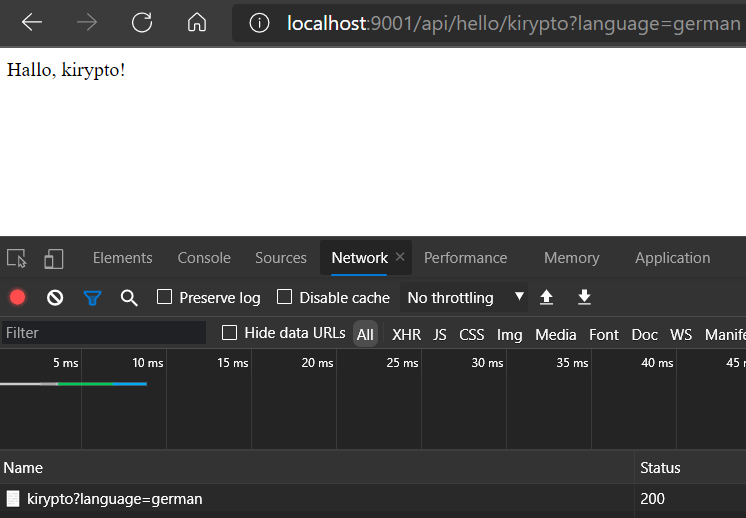 localhost:9001/api/hello/kirypto?language=german
Hallo, kirypto!
Elements Console Sources Network Performance Memory Application
Preserve log Disable cache No throttling
Filter Hide data URLs All XHR JS CSS Img Media Font Doc WS Manife
5 ms 10 ms 15 ms 20 ms 25 ms 30 ms 35 ms 40 ms 45 m
Name Status
kirypto?language=german 200